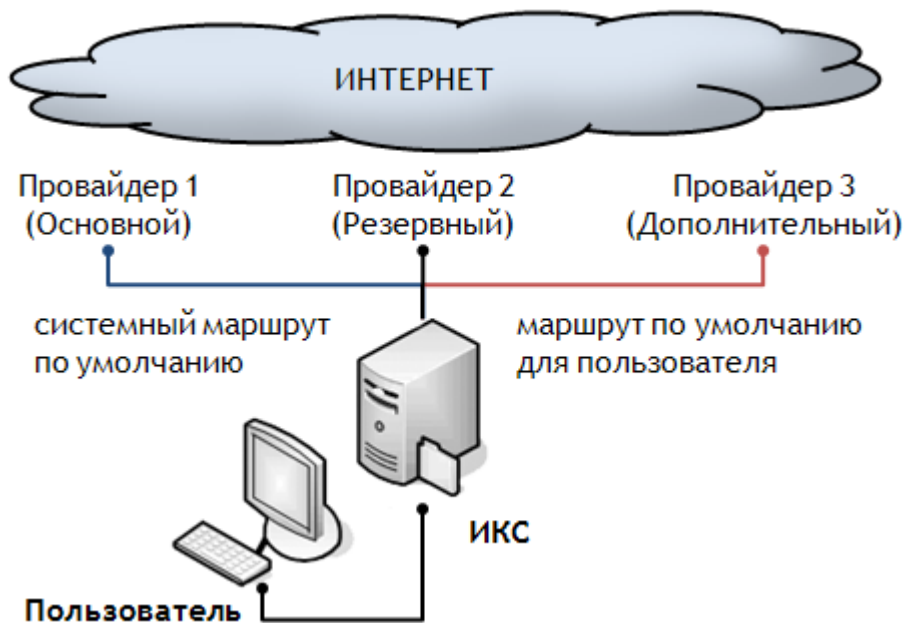 ИНТЕРНЕТ
Провайдер 1
(Основной)
Провайдер 2
(Резервный)
Провайдер 3
(Дополнительный)
системный маршрут
по умолчанию
маршрут по умолчанию
для пользователя
ИКС
Пользователь